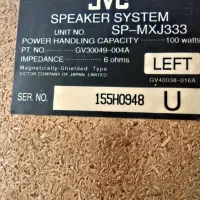 JVC
SPEAKER SYSTEM
UNIT NO. SP-MXJ333
POWER HANDLING CAPACITY 100 watts
PT. NO. GV30049-004A
IMPEDANCE 6 ohms
Magnetically-Shielded Type
VICTOR COMPANY OF JAPAN, LIMITED
LEFT
GV40038-016A
SER. NO. 155H0948 U